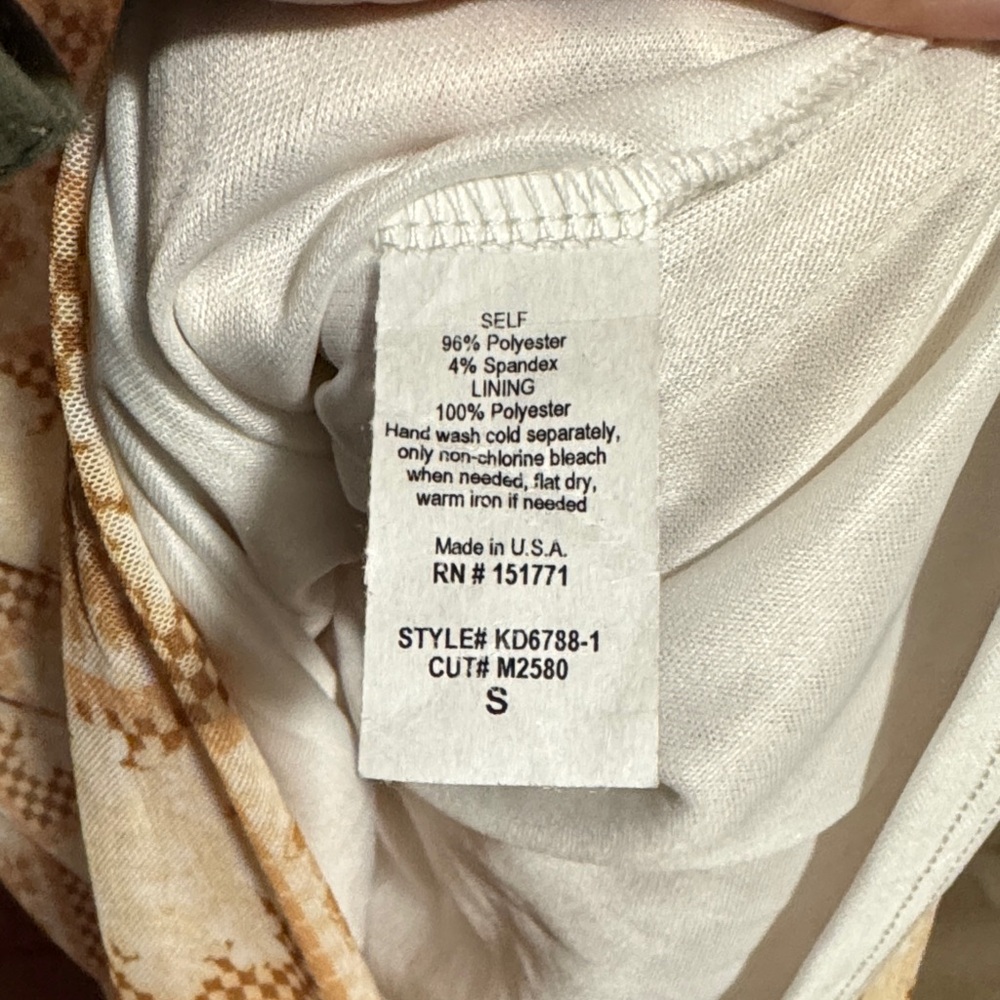 SELF
96% Polyester
4% Spandex
LINING
100% Polyester
Hand wash cold separately,
only non-chlorine bleach
when needed, flat dry,
warm iron if needed
Made in U.S.A.
RN # 151771
STYLE# KD6788-1
CUT# M2580
S